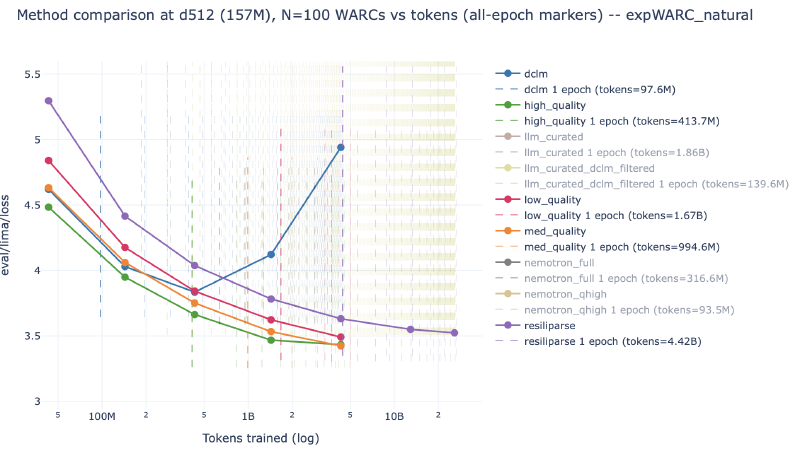 Method comparison at d512 (157M), N=100 WARCs vs tokens (all-epoch markers) -- expWARC_natural
eval/lima/loss
5.5
5
4.5
4
3.5
3
5
100M
2
5
1B
2
5
10B
2
Tokens trained (log)
dclm
dclm 1 epoch (tokens=97.6M)
high_quality
high_quality 1 epoch (tokens=413.7M)
llm_curated
llm_curated 1 epoch (tokens=1.86B)
llm_curated_dclm_filtered
llm_curated_dclm_filtered 1 epoch (tokens=139.6M)
low_quality
low_quality 1 epoch (tokens=1.67B)
med_quality
med_quality 1 epoch (tokens=994.6M)
nemotron_full
nemotron_full 1 epoch (tokens=316.6M)
nemotron_qhigh
nemotron_qhigh 1 epoch (tokens=93.5M)
resiliparse
resiliparse 1 epoch (tokens=4.42B)